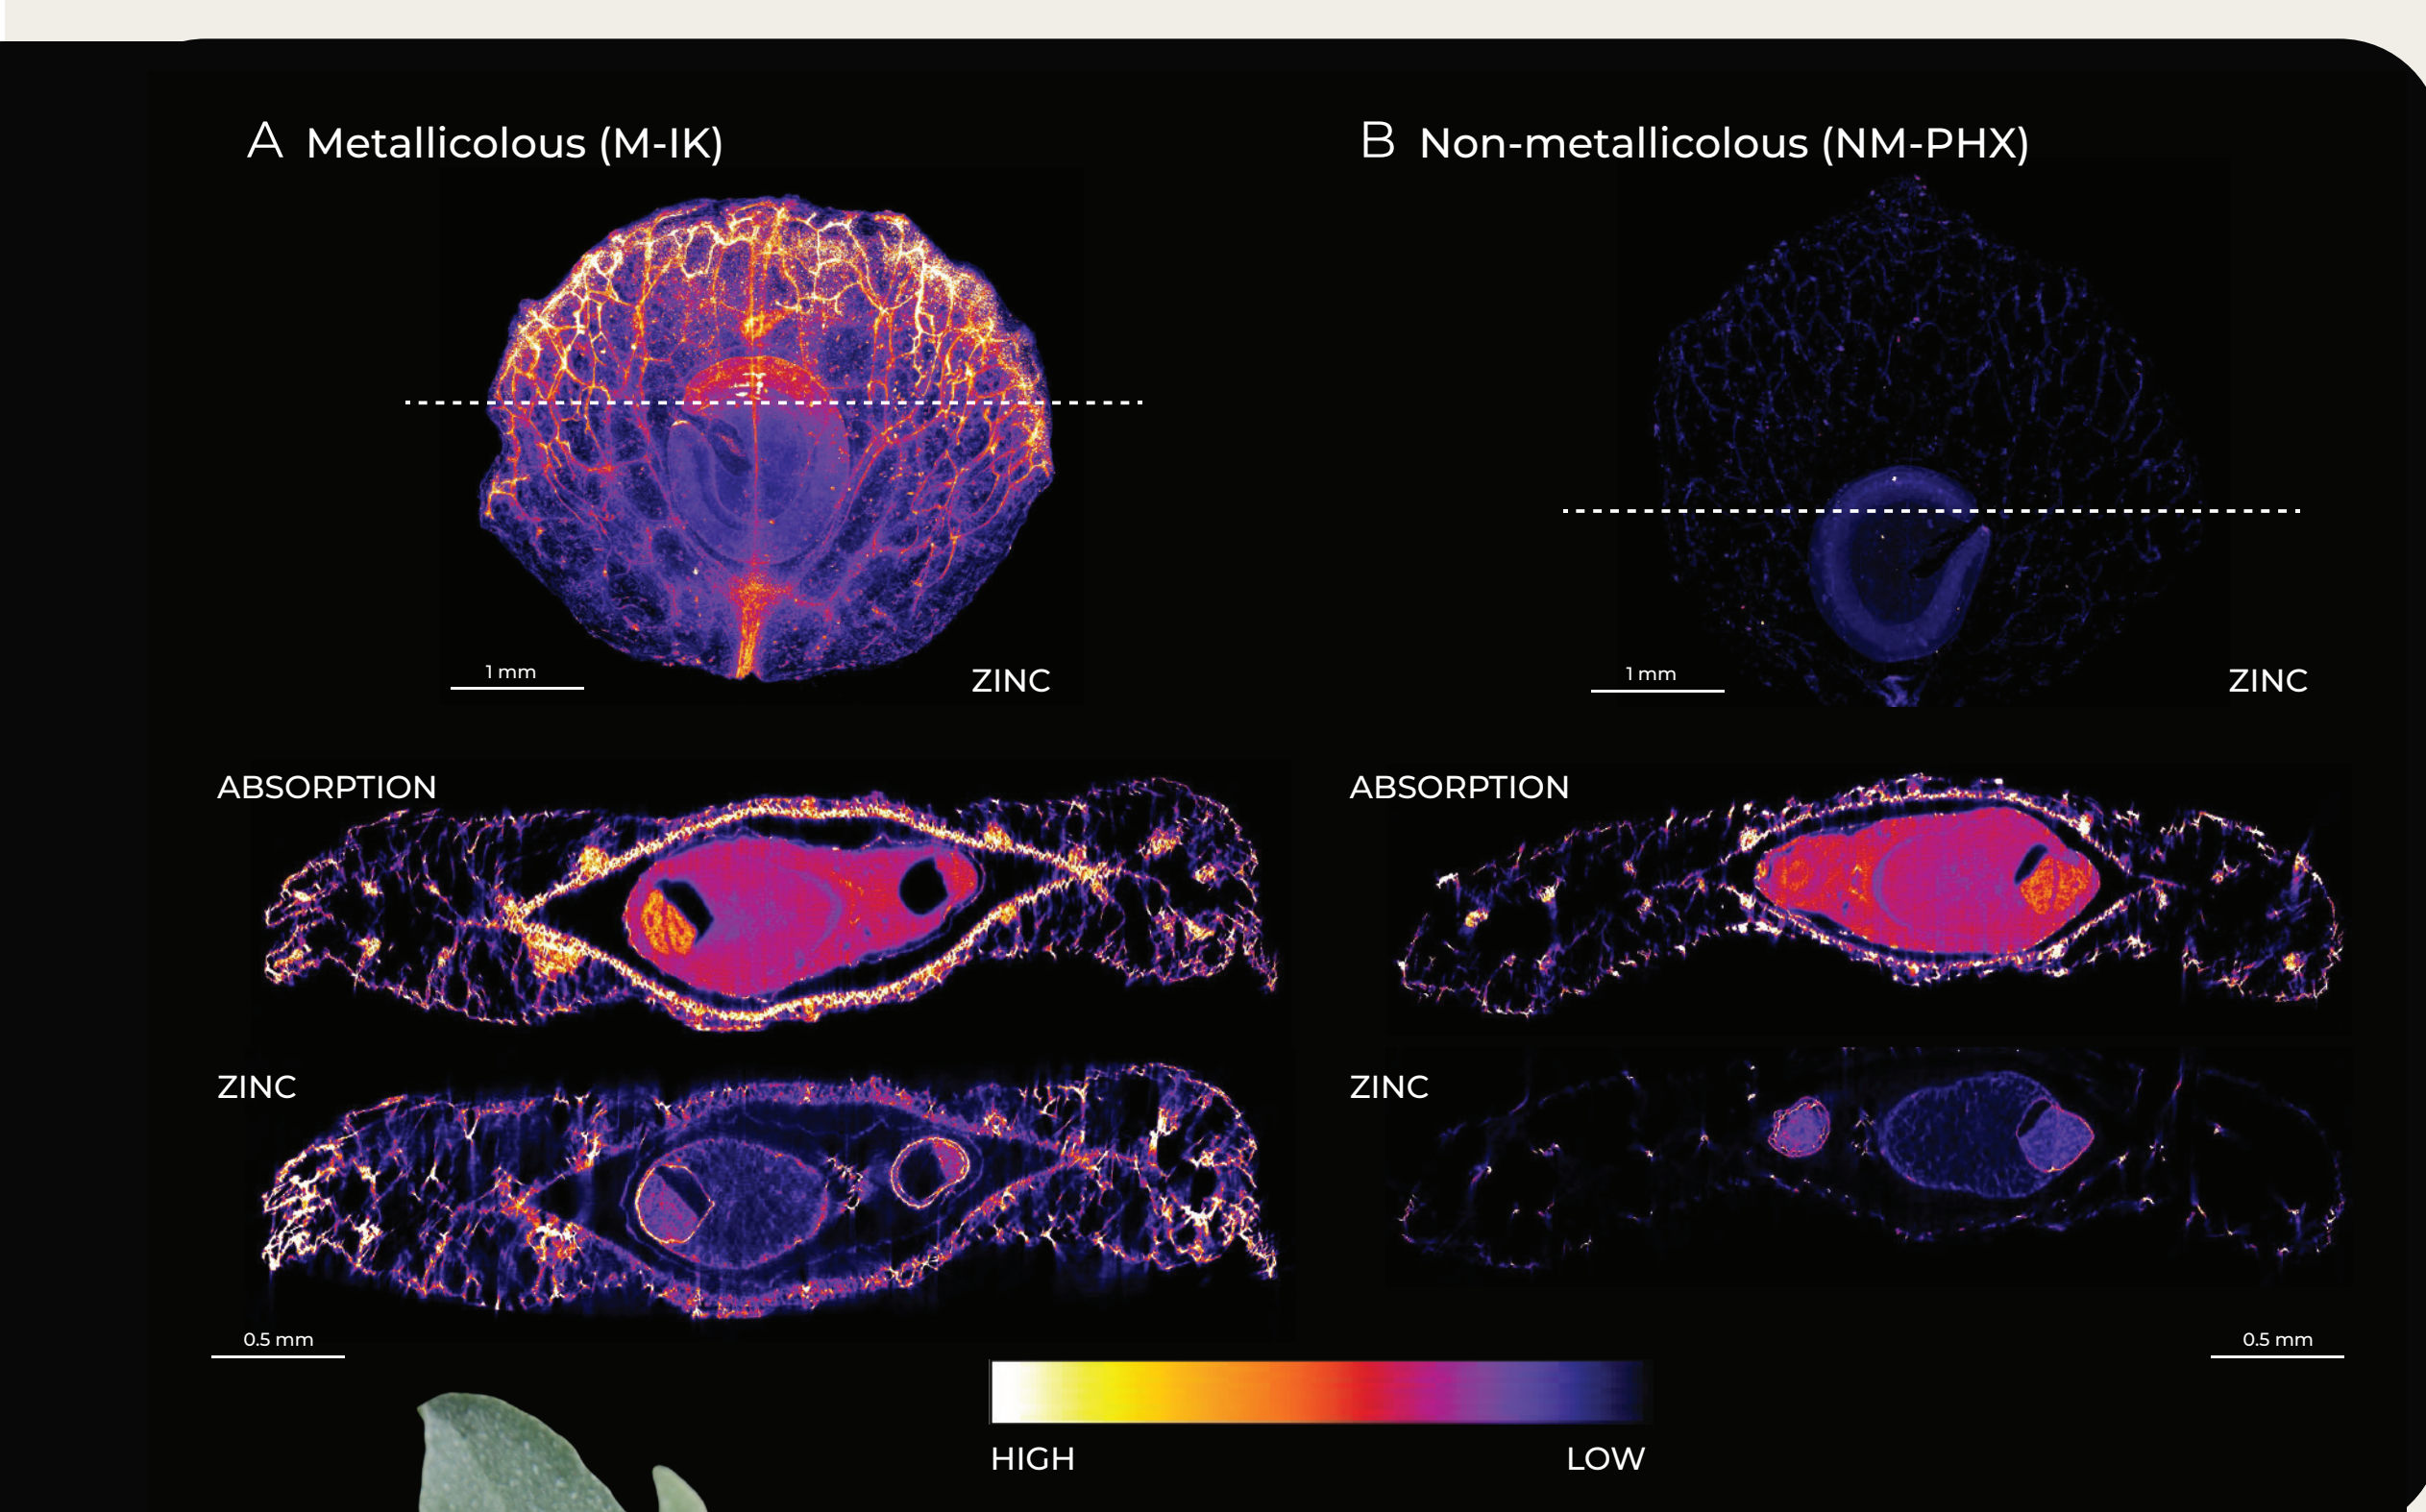 A Metallicolous (M-IK)
1 mm
ZINC
ABSORPTION
ZINC
0.5 mm
B Non-metallicolous (NM-PHX)
1 mm
ZINC
ABSORPTION
ZINC
0.5 mm
HIGH
LOW